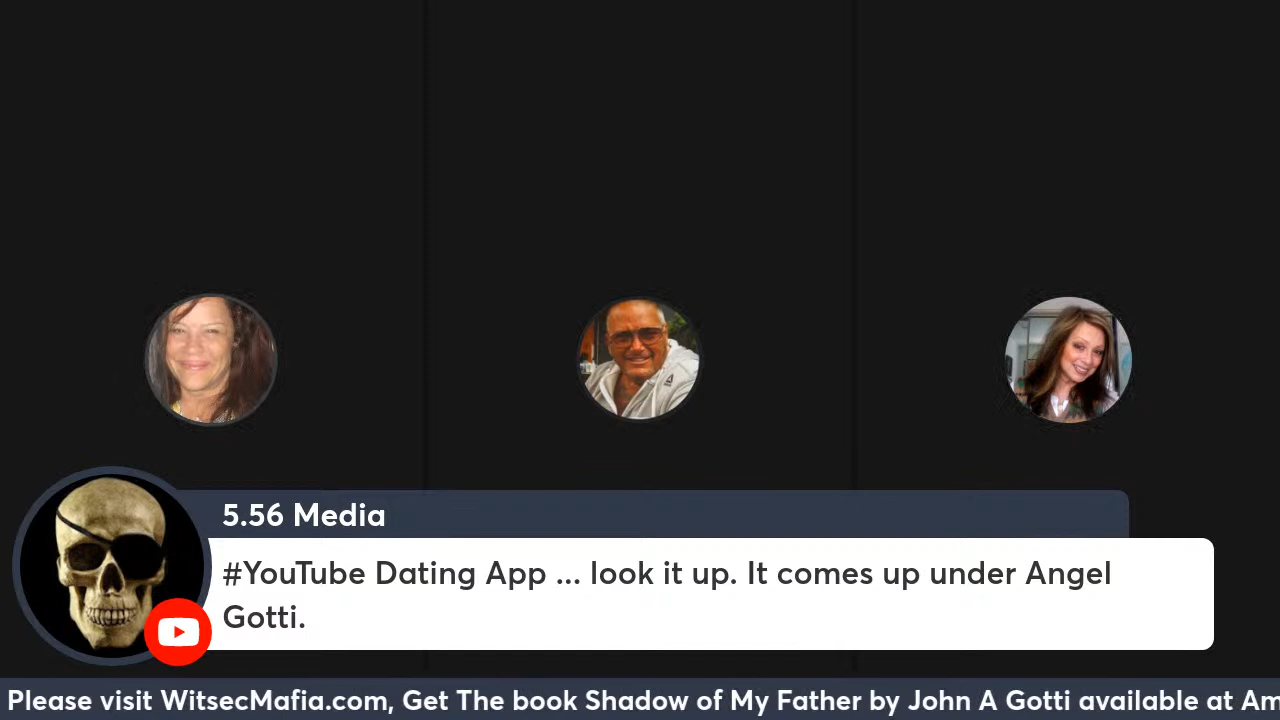 5.56 Media
#YouTube Dating App ... look it up. It comes up under Angel
Gotti.
Please visit WitsecMafia.com, Get The book Shadow of My Father by John A Gotti available at Am